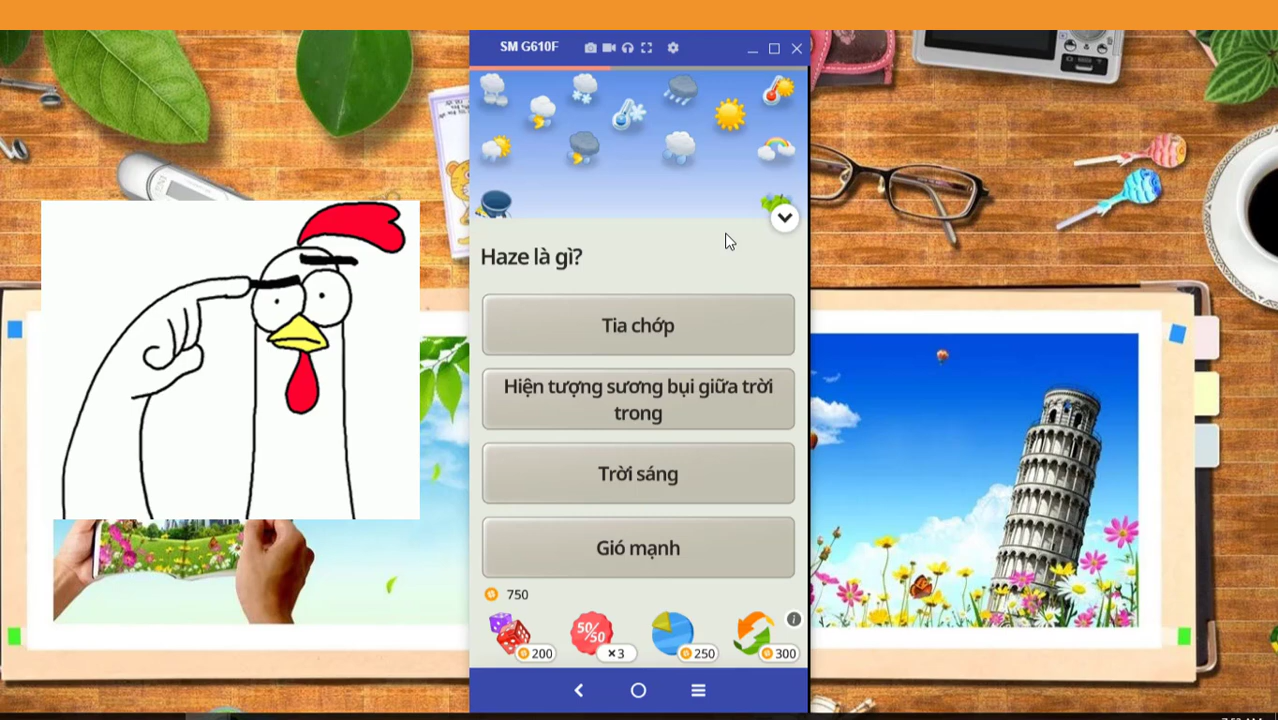 SM G610F
Haze là gì?
Tia chớp
Hiện tượng sương bụi giữa trời
trong
Trời sáng
Gió mạnh
750
50/50
200
×3
250
300